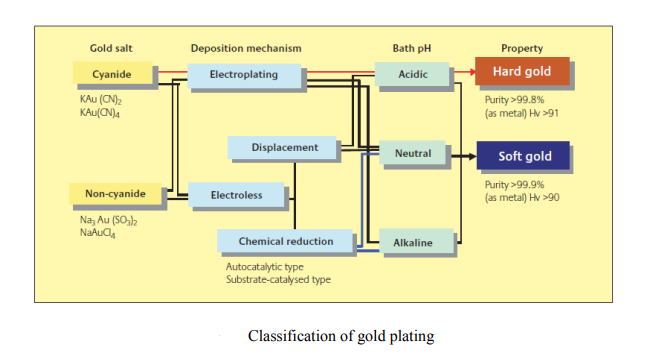 Gold salt Deposition mechanism Bath pH Property
Cyanide Electroplating Acidic Hard gold
KAu (CN)2
KAu(CN)4
Purity >99.8%
(as metal) Hv >91
Displacement Neutral Soft gold
Non-cyanide Electroless
Purity >99.9%
(as metal) Hv >90
Na3 Au (SO3)2
NaAuCl4
Chemical reduction Alkaline
Autocatalytic type
Substrate-catalysed type
Classification of gold plating